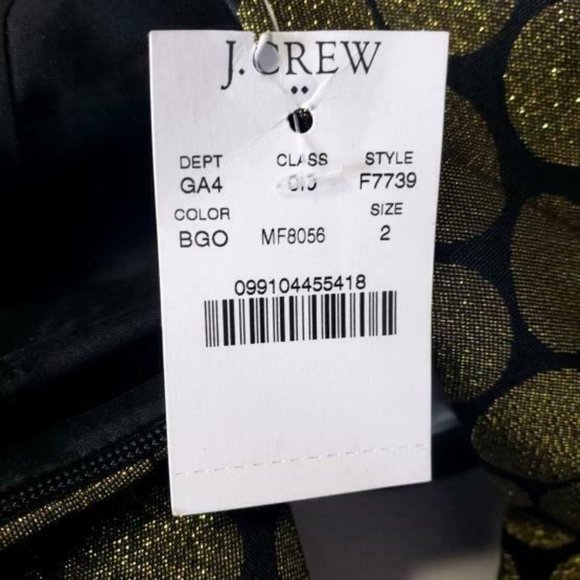 J.CREW
DEPT CLASS STYLE
GA4 F7739
COLOR SIZE
BGO MF8056 2
099104455418